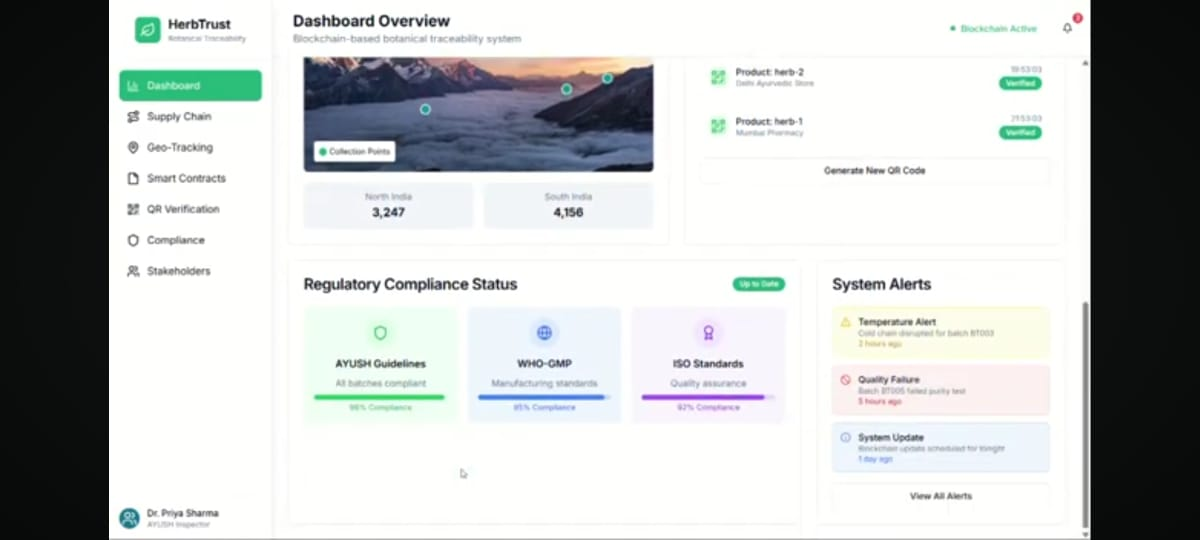 HerbTrust
Botanical Traceability
Dashboard
Supply Chain
Geo-Tracking
Smart Contracts
QR Verification
Compliance
Stakeholders
Dr. Priya Sharma
AYUSH Inspector
Dashboard Overview
Blockchain-based botanical traceability system
Blockchain Active
Collection Points
North India
3,247
South India
4,156
Product: herb-2
Delhi Ayurvedic Store
19:53:03
Verified
Product: herb-1
Mumbai Pharmacy
21:53:03
Verified
Generate New QR Code
Regulatory Compliance Status
Up to Date
AYUSH Guidelines
All batches compliant
98% Compliance
WHO-GMP
Manufacturing standards
95% Compliance
ISO Standards
Quality assurance
92% Compliance
System Alerts
Temperature Alert
Cold chain disrupted for batch BT003
2 hours ago
Quality Failure
Batch BT005 failed purity test
5 hours ago
System Update
Blockchain update scheduled for tonight
1 day ago
View All Alerts